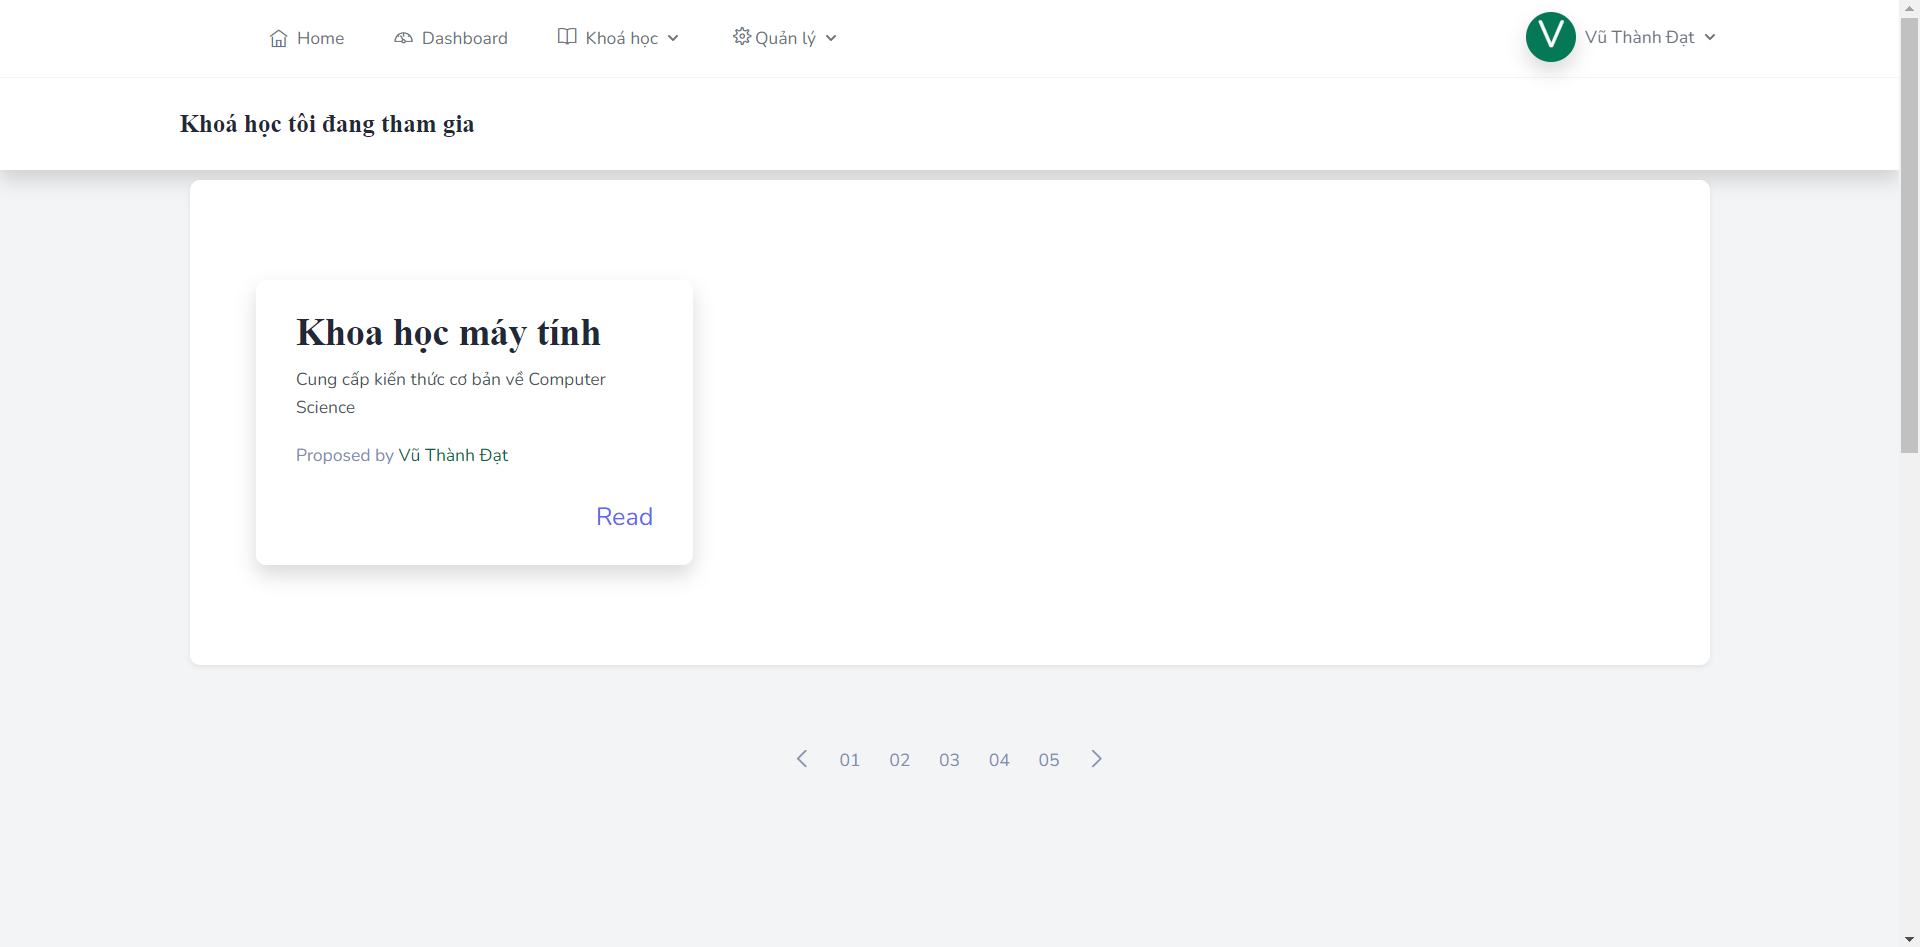 Home Dashboard Khoá học Quản lý V Vũ Thành Đạt
Khoá học tôi đang tham gia
Khoa học máy tính
Cung cấp kiến thức cơ bản về Computer
Science
Proposed by Vũ Thành Đạt
Read
01 02 03 04 05